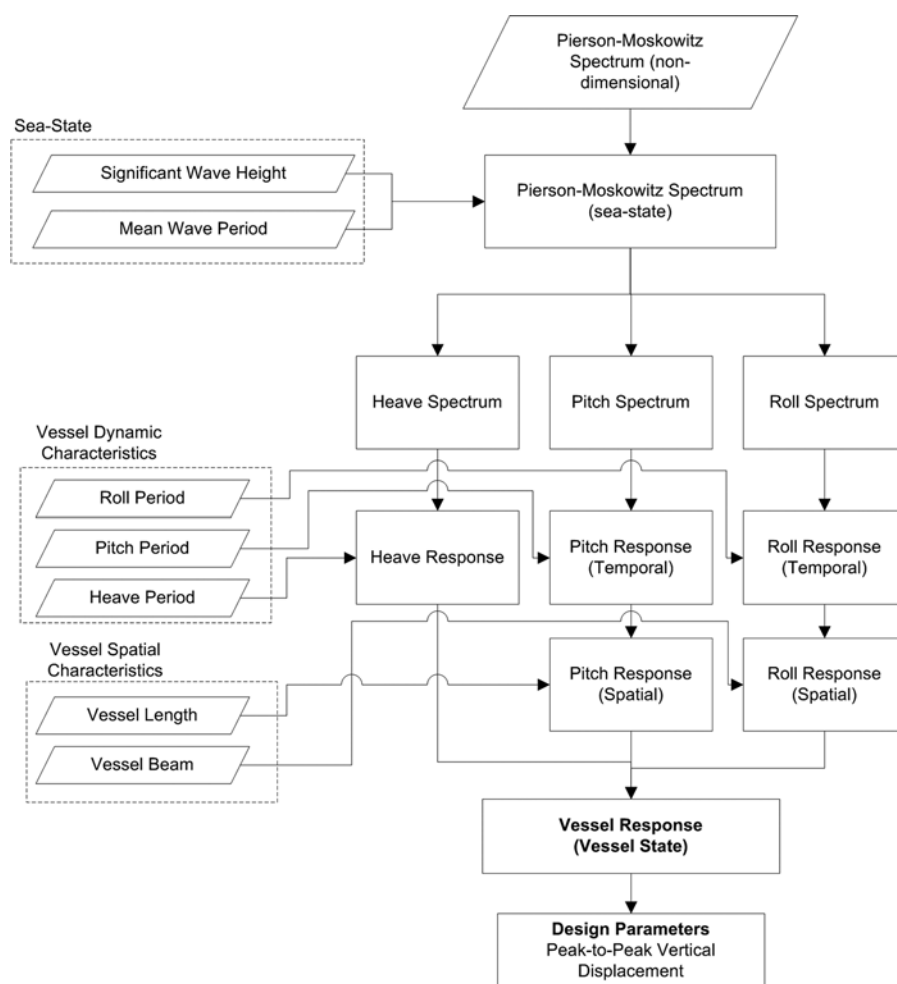 Pierson-Moskowitz
Spectrum (non-
dimensional)
Sea-State
Significant Wave Height
Mean Wave Period
Pierson-Moskowitz Spectrum
(sea-state)
Heave Spectrum
Pitch Spectrum
Roll Spectrum
Vessel Dynamic
Characteristics
Roll Period
Pitch Period
Heave Period
Heave Response
Pitch Response
(Temporal)
Roll Response
(Temporal)
Vessel Spatial
Characteristics
Vessel Length
Vessel Beam
Pitch Response
(Spatial)
Roll Response
(Spatial)
Vessel Response
(Vessel State)
Design Parameters
Peak-to-Peak Vertical
Displacement